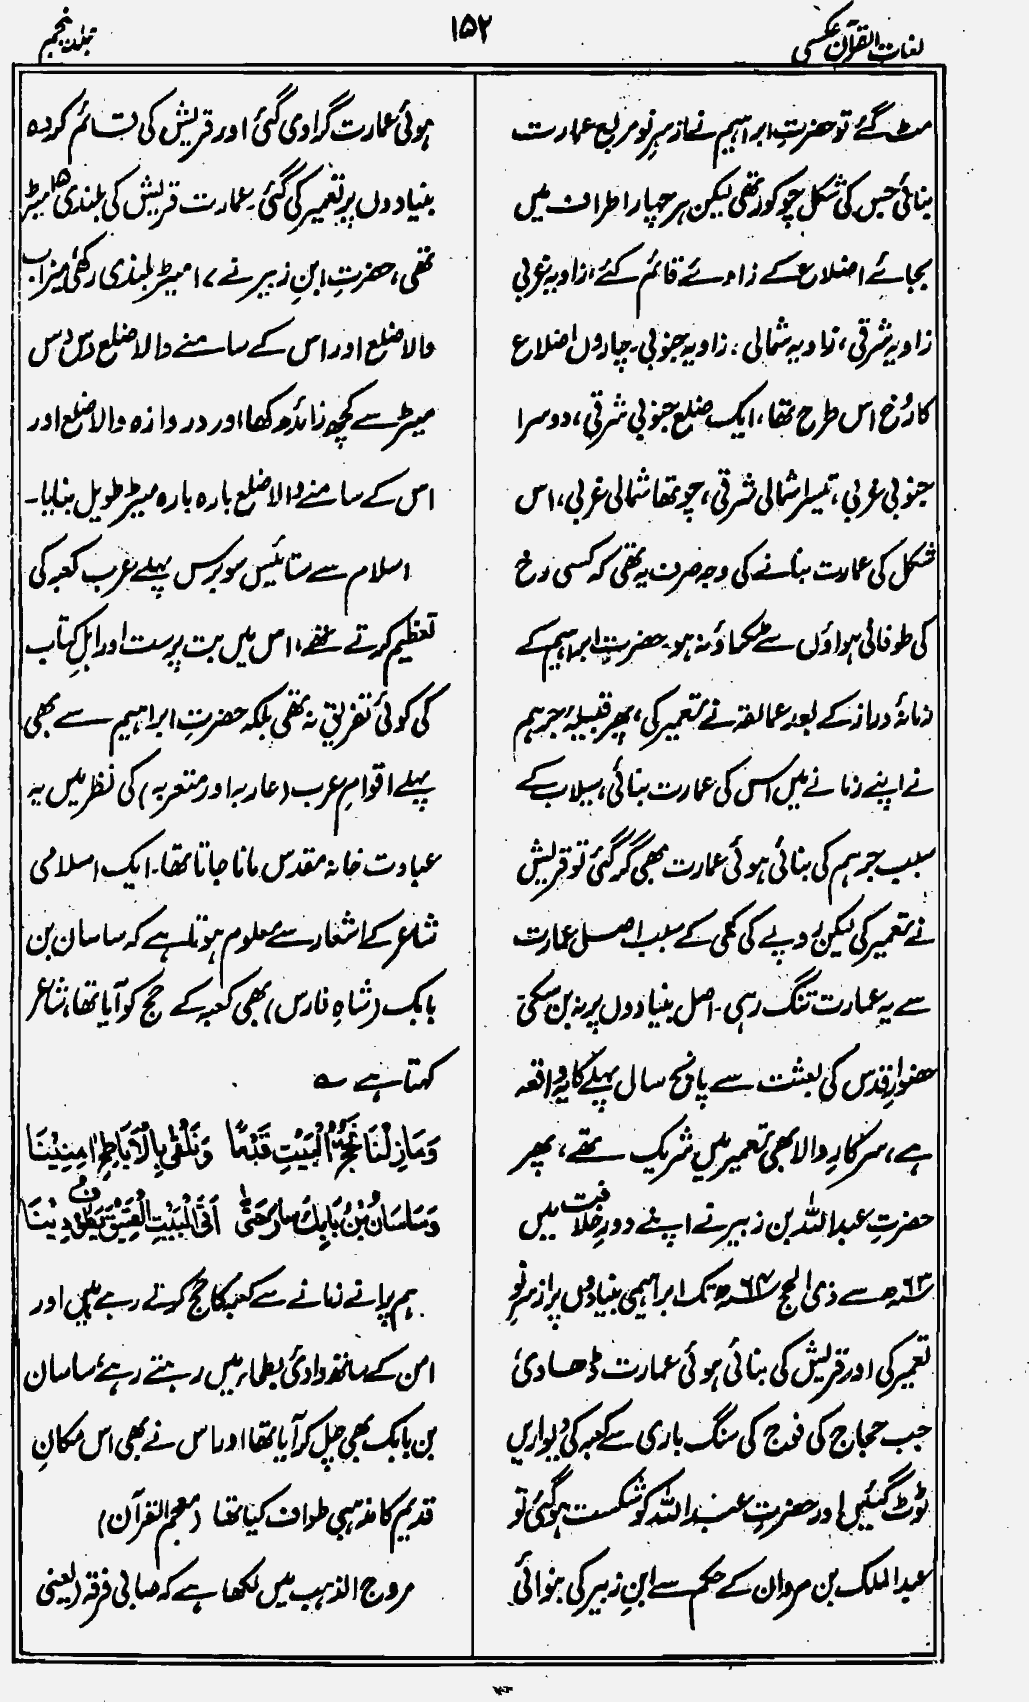 لغات القرآن عکسی
۱۵۲
جلد پنجم
مٹ گئے تو حضرت ابراہیم نے از سرِ نو مربع عمارت
بنائی جس کی شکل چوکور تھی لیکن ہر چہار اطراف میں
بجائے اضلاع کے زاویے قائم کئے، زاویہ غربی
زاویہ شرقی، زاویہ شمالی، زاویہ جنوبی۔ چاروں اضلاع
کا رُخ اس طرح تھا، ایک ضلع جنوبی شرقی، دوسرا
جنوبی غربی، تیسرا شمالی شرقی، چوتھا شمالی غربی، اس
شکل کی عمارت بنانے کی وجہ صرف یہ تھی کہ کسی رخ
کی طوفانی ہواؤں سے ٹکراؤ نہ ہو۔ حضرتِ ابراہیم کے
زمانۂ دراز کے بعد عمالقہ نے تعمیر کی، پھر قبیلۂ جرہم
نے اپنے زمانے میں اس کی عمارت بنائی، سیلاب کے
سبب جرہم کی بنائی ہوئی عمارت بھی گر گئی تو قریش
نے تعمیر کی لیکن روپے کی کمی کے سبب اصل عمارت
سے یہ عمارت تنگ رہی۔ اصل بنیادوں پر نہ بن سکی
حضور اقدس کی بعثت سے پانچ سال پہلے کا یہ واقعہ
ہے، سرکارِ والا بھی تعمیر میں شریک تھے، پھر
حضرتِ عبداللہ بن زبیر نے اپنے دورِ خلافت میں
۶۳ھ سے ذی الحج ۶۴ھ تک ابراہیمی بنیادوں پر از سرِ نو
تعمیر کی اور قریش کی بنائی ہوئی عمارت ڈھا دی
جب حجاج کی فوج کی سنگ باری سے کعبہ کی دیواریں
ٹوٹ گئیں اور حضرتِ عبداللہ کو شکست ہو گئی تو
عبدالملک بن مروان کے حکم سے ابنِ زبیر کی بنوائی
ہوئی عمارت گرا دی گئی اور قریش کی قائم کردہ
بنیادوں پر تعمیر کی گئی۔ عمارت قریش کی بلندی ۱۵ میٹر
تھی، حضرتِ ابنِ زبیر نے ۱۷ میٹر بلندی رکھی میزاب
والا ضلع اور اس کے سامنے والا ضلع دس دس
میٹر سے کچھ زائد رکھا اور دروازہ والا ضلع اور
اس کے سامنے والا ضلع بارہ بارہ میٹر طویل بنایا۔
اسلام سے ستائیس سو برس پہلے عرب کعبہ کی
تعظیم کرتے تھے، اس میں بت پرست اور اہلِ کتاب
کی کوئی تفریق نہ تھی بلکہ حضرتِ ابراہیم سے بھی
پہلے اقوامِ عرب (عاربہ اور متعربہ) کی نظر میں یہ
عبادت خانہ مقدس مانا جاتا تھا۔ ایک اسلامی
شاعر کے اشعار سے معلوم ہوتا ہے کہ ساسان بن
بابک (شاہِ فارس) بھی کعبہ کے حج کو آیا تھا، شاعر
کہتا ہے ؎
وَمَازِلْنَا نَحُجُّ الْبَيْتِ قَبْمًا وَنَلْقٰى بِالْاَبَاطِحِ اٰمِنِيْنَا
وَسَاسَانُ بْنُ بَابِكَ سَارَ حَتّٰى اَتَى الْبَيْتَ الْعَتِيْقَ يَطُوْفُ دِيْنَا
ہم پرانے زمانے سے کعبہ کا حج کرتے رہے ہیں اور
امن کے ساتھ وادیٔ بطحاء میں رہتے رہے، ساسان
بن بابک بھی چل کر آیا تھا اور اس نے بھی اس مکانِ
قدیم کا مذہبی طواف کیا تھا (معجم القرآن)
مروج الذہب میں لکھا ہے کہ صابی فرقہ (یعنی